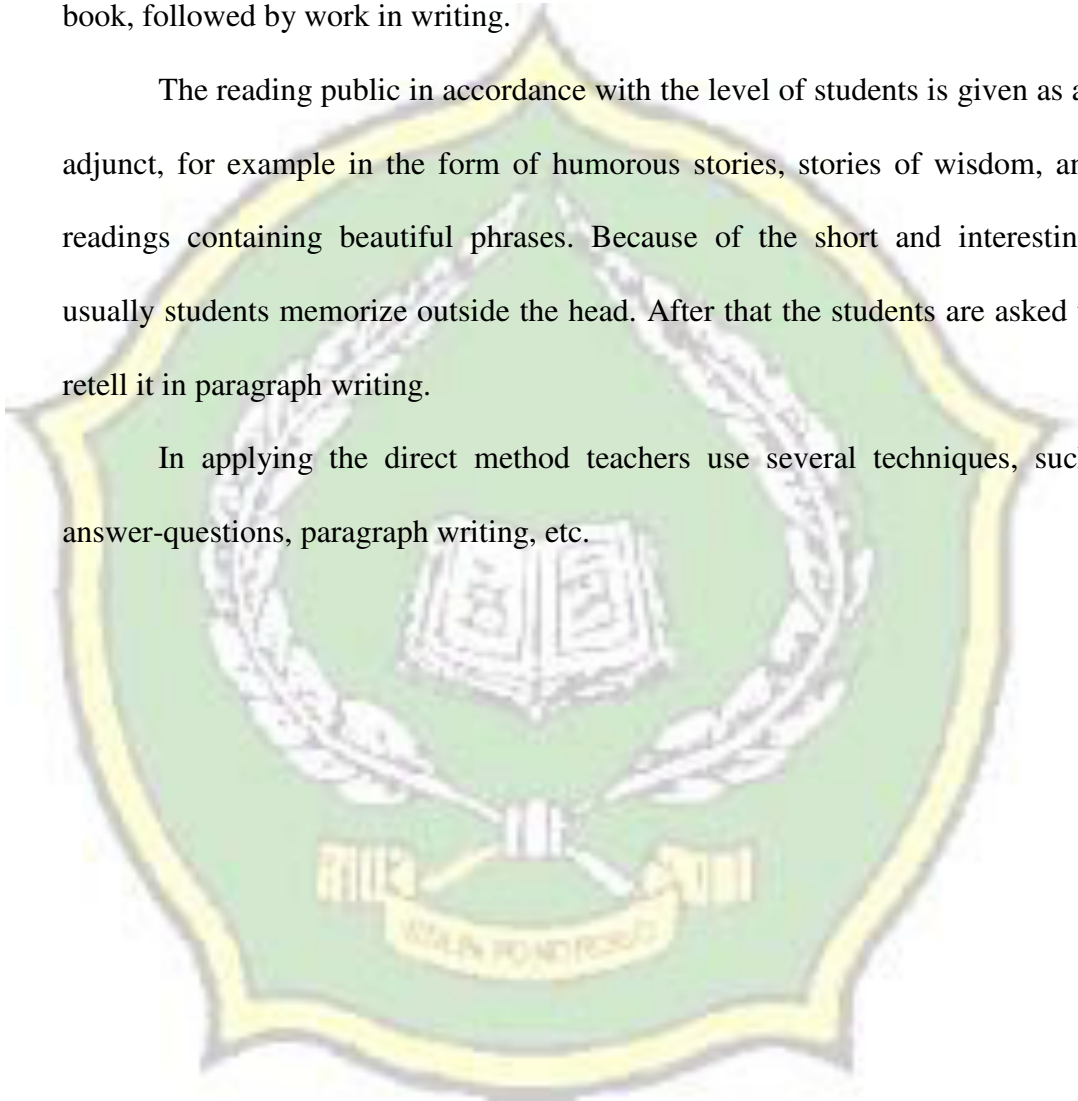 book, followed by work in writing.
The reading public in accordance with the level of students is given as a
adjunct, for example in the form of humorous stories, stories of wisdom, an
readings containing beautiful phrases. Because of the short and interestin
usually students memorize outside the head. After that the students are asked
retell it in paragraph writing.
In applying the direct method teachers use several techniques, suc
answer-questions, paragraph writing, etc.